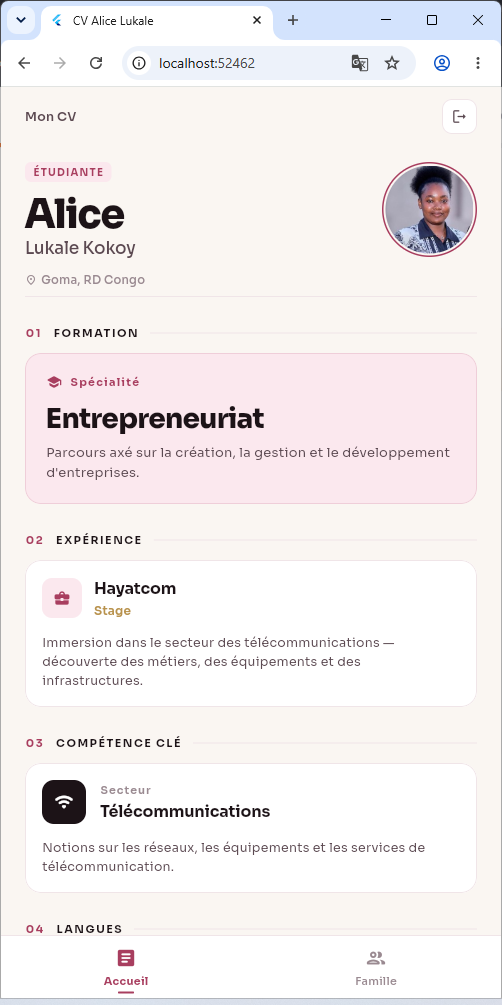 CV Alice Lukale
localhost:52462
Mon CV
ÉTUDIANTE
Alice
Lukale Kokoy
Goma, RD Congo
01 FORMATION
Spécialité
Entrepreneuriat
Parcours axé sur la création, la gestion et le développement
d'entreprises.
02 EXPÉRIENCE
Hayatcom
Stage
Immersion dans le secteur des télécommunications —
découverte des métiers, des équipements et des
infrastructures.
03 COMPÉTENCE CLÉ
Secteur
Télécommunications
Notions sur les réseaux, les équipements et les services de
télécommunication.
04 LANGUES
Accueil
Famille